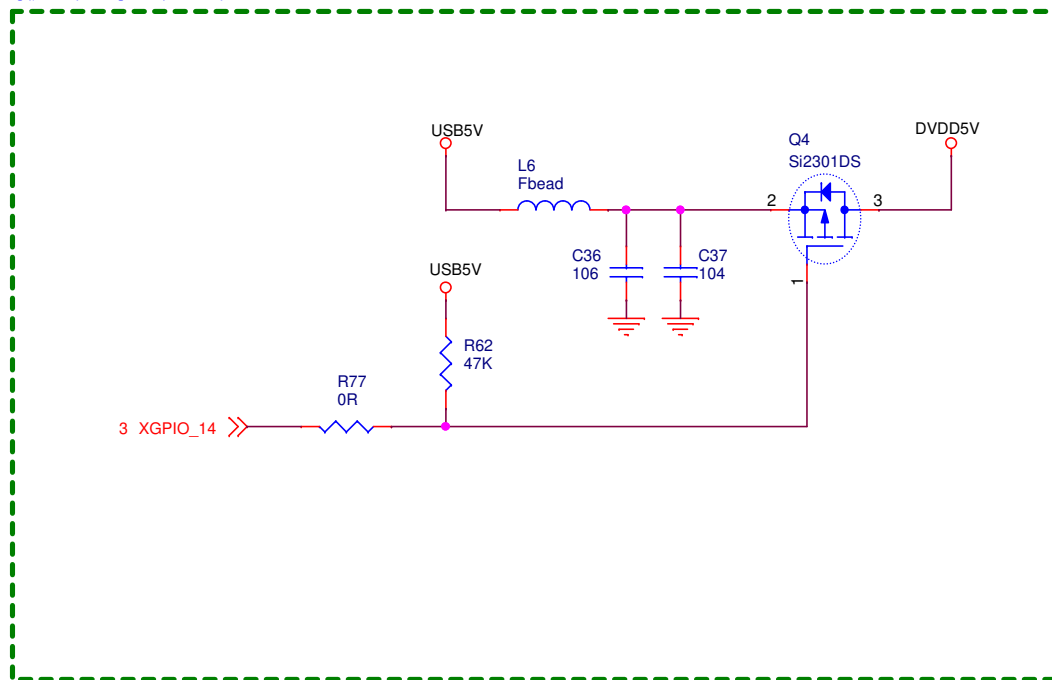 USB5V
DVDD5V
Q4
Si2301DS
L6
Fbead
2
3
C36
106
C37
104
USB5V
1
R62
47K
R77
0R
3 XGPIO_14